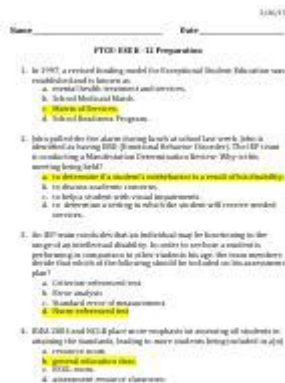 Name Date
FTCE: ESE K - 12 Preparation
1. In 1997, a revised funding model for Exceptional Student Education was
established and is known as
a. mental health treatment and services.
b. School Medicaid Match.
c. Matrix of Services.
d. School Readiness Program.
2. John pulled the fire alarm during lunch at school last week. John is
identified as having EBD (Emotional Behavior Disorder). The IEP team
is conducting a Manifestation Determination Review. Why is this
meeting being held?
a. to determine if a student's misbehavior is a result of his disability.
b. to discuss academic concerns.
c. to help a student with visual impairments.
d. to determine a setting in which the student will receive needed
services.
3. An IEP team concludes that an individual may be functioning in the
range of an intellectual disability. In order to see how a student is
performing in comparison to other students his age, the team members
decide that which of the following should be included on his assessment
plan?
a. Criterion-referenced test
b. Error analysis
c. Standard error of measurement
d. Norm-referenced test
4. IDEA 2004 and NCLB place more emphasis on assessing all students in
attaining the standards, leading to more students being included in a(n)
a. resource room.
b. general education class.
c. room.
d. assessment resource classroom.